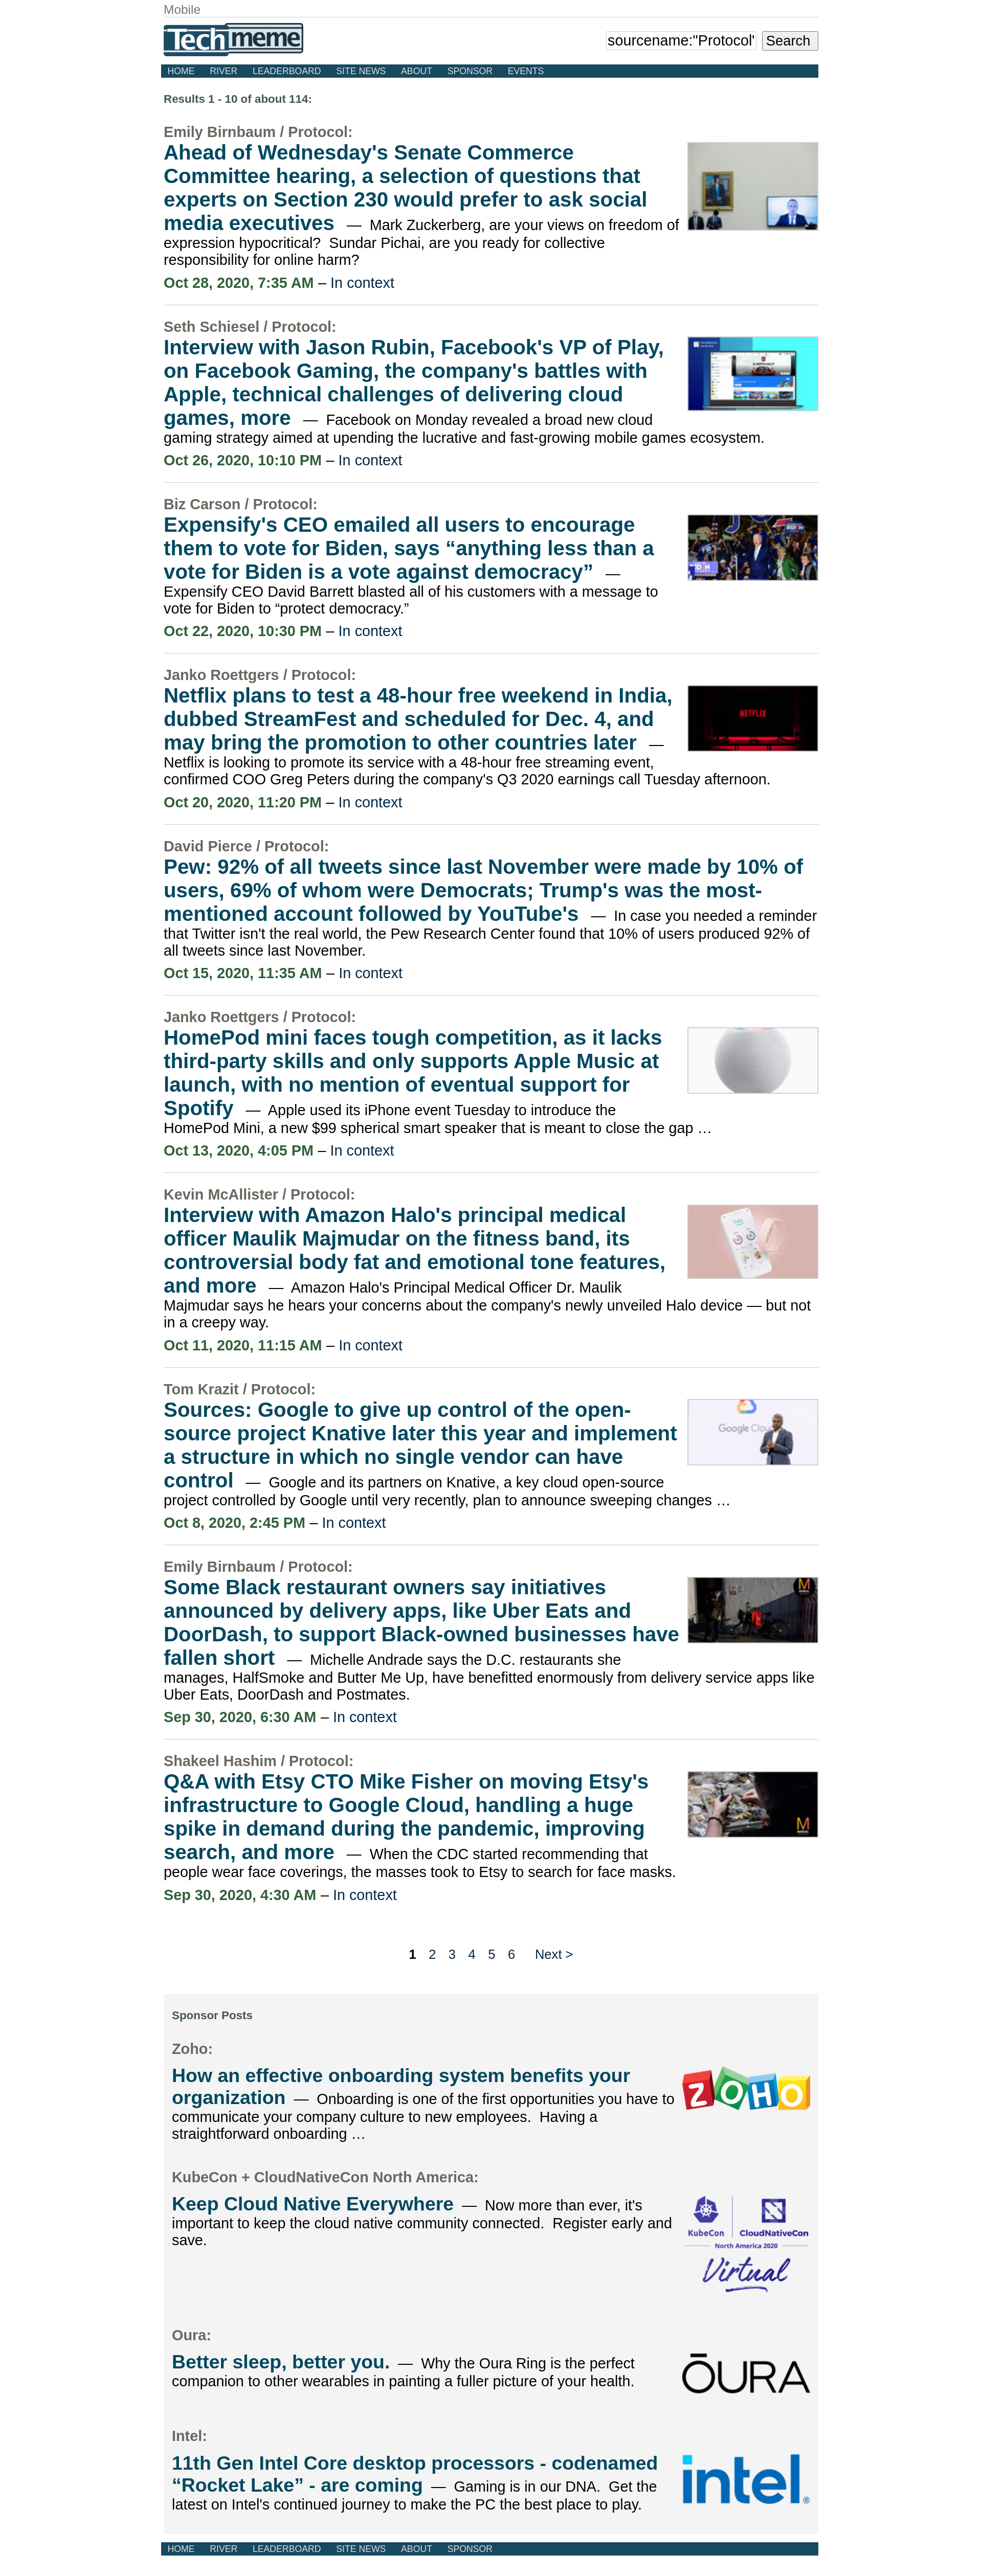 Mobile
Techmeme
sourcename:"Protocol"
Search
HOME RIVER LEADERBOARD SITE NEWS ABOUT SPONSOR EVENTS
Results 1 - 10 of about 114:
Emily Birnbaum / Protocol:
Ahead of Wednesday's Senate Commerce
Committee hearing, a selection of questions that
experts on Section 230 would prefer to ask social
media executives — Mark Zuckerberg, are your views on freedom of
expression hypocritical? Sundar Pichai, are you ready for collective
responsibility for online harm?
Oct 28, 2020, 7:35 AM – In context
Seth Schiesel / Protocol:
Interview with Jason Rubin, Facebook's VP of Play,
on Facebook Gaming, the company's battles with
Apple, technical challenges of delivering cloud
games, more — Facebook on Monday revealed a broad new cloud
gaming strategy aimed at upending the lucrative and fast-growing mobile games ecosystem.
Oct 26, 2020, 10:10 PM – In context
Biz Carson / Protocol:
Expensify's CEO emailed all users to encourage
them to vote for Biden, says “anything less than a
vote for Biden is a vote against democracy” —
Expensify CEO David Barrett blasted all of his customers with a message to
vote for Biden to “protect democracy.”
Oct 22, 2020, 10:30 PM – In context
Janko Roettgers / Protocol:
Netflix plans to test a 48-hour free weekend in India,
dubbed StreamFest and scheduled for Dec. 4, and
may bring the promotion to other countries later —
NETFLIX
Netflix is looking to promote its service with a 48-hour free streaming event,
confirmed COO Greg Peters during the company's Q3 2020 earnings call Tuesday afternoon.
Oct 20, 2020, 11:20 PM – In context
David Pierce / Protocol:
Pew: 92% of all tweets since last November were made by 10% of
users, 69% of whom were Democrats; Trump's was the most-
mentioned account followed by YouTube's — In case you needed a reminder
that Twitter isn't the real world, the Pew Research Center found that 10% of users produced 92% of
all tweets since last November.
Oct 15, 2020, 11:35 AM – In context
Janko Roettgers / Protocol:
HomePod mini faces tough competition, as it lacks
third-party skills and only supports Apple Music at
launch, with no mention of eventual support for
Spotify — Apple used its iPhone event Tuesday to introduce the
HomePod Mini, a new $99 spherical smart speaker that is meant to close the gap …
Oct 13, 2020, 4:05 PM – In context
Kevin McAllister / Protocol:
Interview with Amazon Halo's principal medical
officer Maulik Majmudar on the fitness band, its
controversial body fat and emotional tone features,
and more — Amazon Halo's Principal Medical Officer Dr. Maulik
Majmudar says he hears your concerns about the company's newly unveiled Halo device — but not
in a creepy way.
Oct 11, 2020, 11:15 AM – In context
Tom Krazit / Protocol:
Sources: Google to give up control of the open-
source project Knative later this year and implement
a structure in which no single vendor can have
control — Google and its partners on Knative, a key cloud open-source
Google Cloud
project controlled by Google until very recently, plan to announce sweeping changes …
Oct 8, 2020, 2:45 PM – In context
Emily Birnbaum / Protocol:
Some Black restaurant owners say initiatives
announced by delivery apps, like Uber Eats and
DoorDash, to support Black-owned businesses have
fallen short — Michelle Andrade says the D.C. restaurants she
M
manages, HalfSmoke and Butter Me Up, have benefitted enormously from delivery service apps like
Uber Eats, DoorDash and Postmates.
Sep 30, 2020, 6:30 AM – In context
Shakeel Hashim / Protocol:
Q&A with Etsy CTO Mike Fisher on moving Etsy's
infrastructure to Google Cloud, handling a huge
spike in demand during the pandemic, improving
search, and more — When the CDC started recommending that
M
people wear face coverings, the masses took to Etsy to search for face masks.
Sep 30, 2020, 4:30 AM – In context
1 2 3 4 5 6 Next >
Sponsor Posts
Zoho:
How an effective onboarding system benefits your
organization — Onboarding is one of the first opportunities you have to
communicate your company culture to new employees. Having a
straightforward onboarding …
ZOHO
KubeCon + CloudNativeCon North America:
Keep Cloud Native Everywhere — Now more than ever, it's
important to keep the cloud native community connected. Register early and
save.
KubeCon CloudNativeCon
North America 2020
Virtual
Oura:
Better sleep, better you. — Why the Oura Ring is the perfect
companion to other wearables in painting a fuller picture of your health.
ŌURA
Intel:
11th Gen Intel Core desktop processors - codenamed
“Rocket Lake” - are coming — Gaming is in our DNA. Get the
latest on Intel's continued journey to make the PC the best place to play.
intel®
HOME RIVER LEADERBOARD SITE NEWS ABOUT SPONSOR